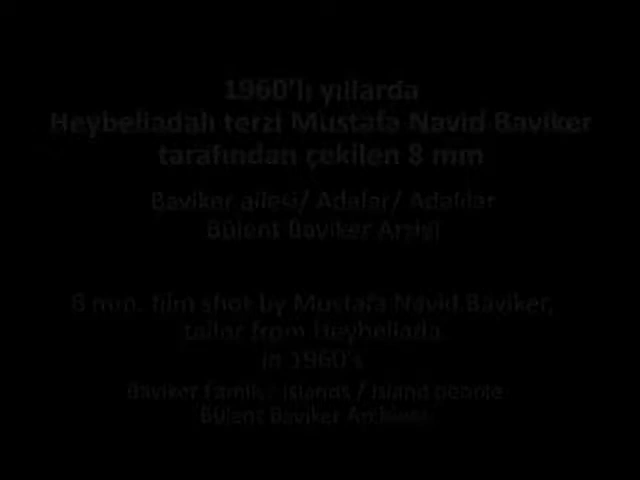 1960'lı yıllarda
Heybeliadalı terzi Mustafa Navid Baviker
tarafından çekilen 8 mm
Baviker ailesi/ Adalar/ Adalılar
Bülent Baviker Arşivi
8 mm. film shot by Mustafa Navid Baviker,
tailor from Heybeliada
in 1960's
Baviker Family/ Islands / Island people
Bülent Baviker Archives